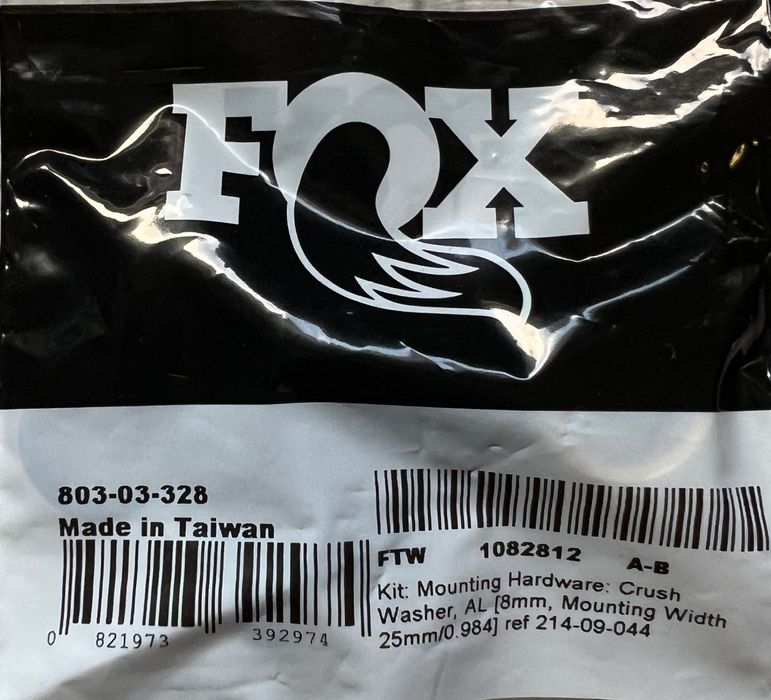 FOX
803-03-328
Made in Taiwan
0 821973 392974
FTW 1082812 A-B
Kit: Mounting Hardware: Crush
Washer, AL [8mm, Mounting Width
25mm/0.984] ref 214-09-044